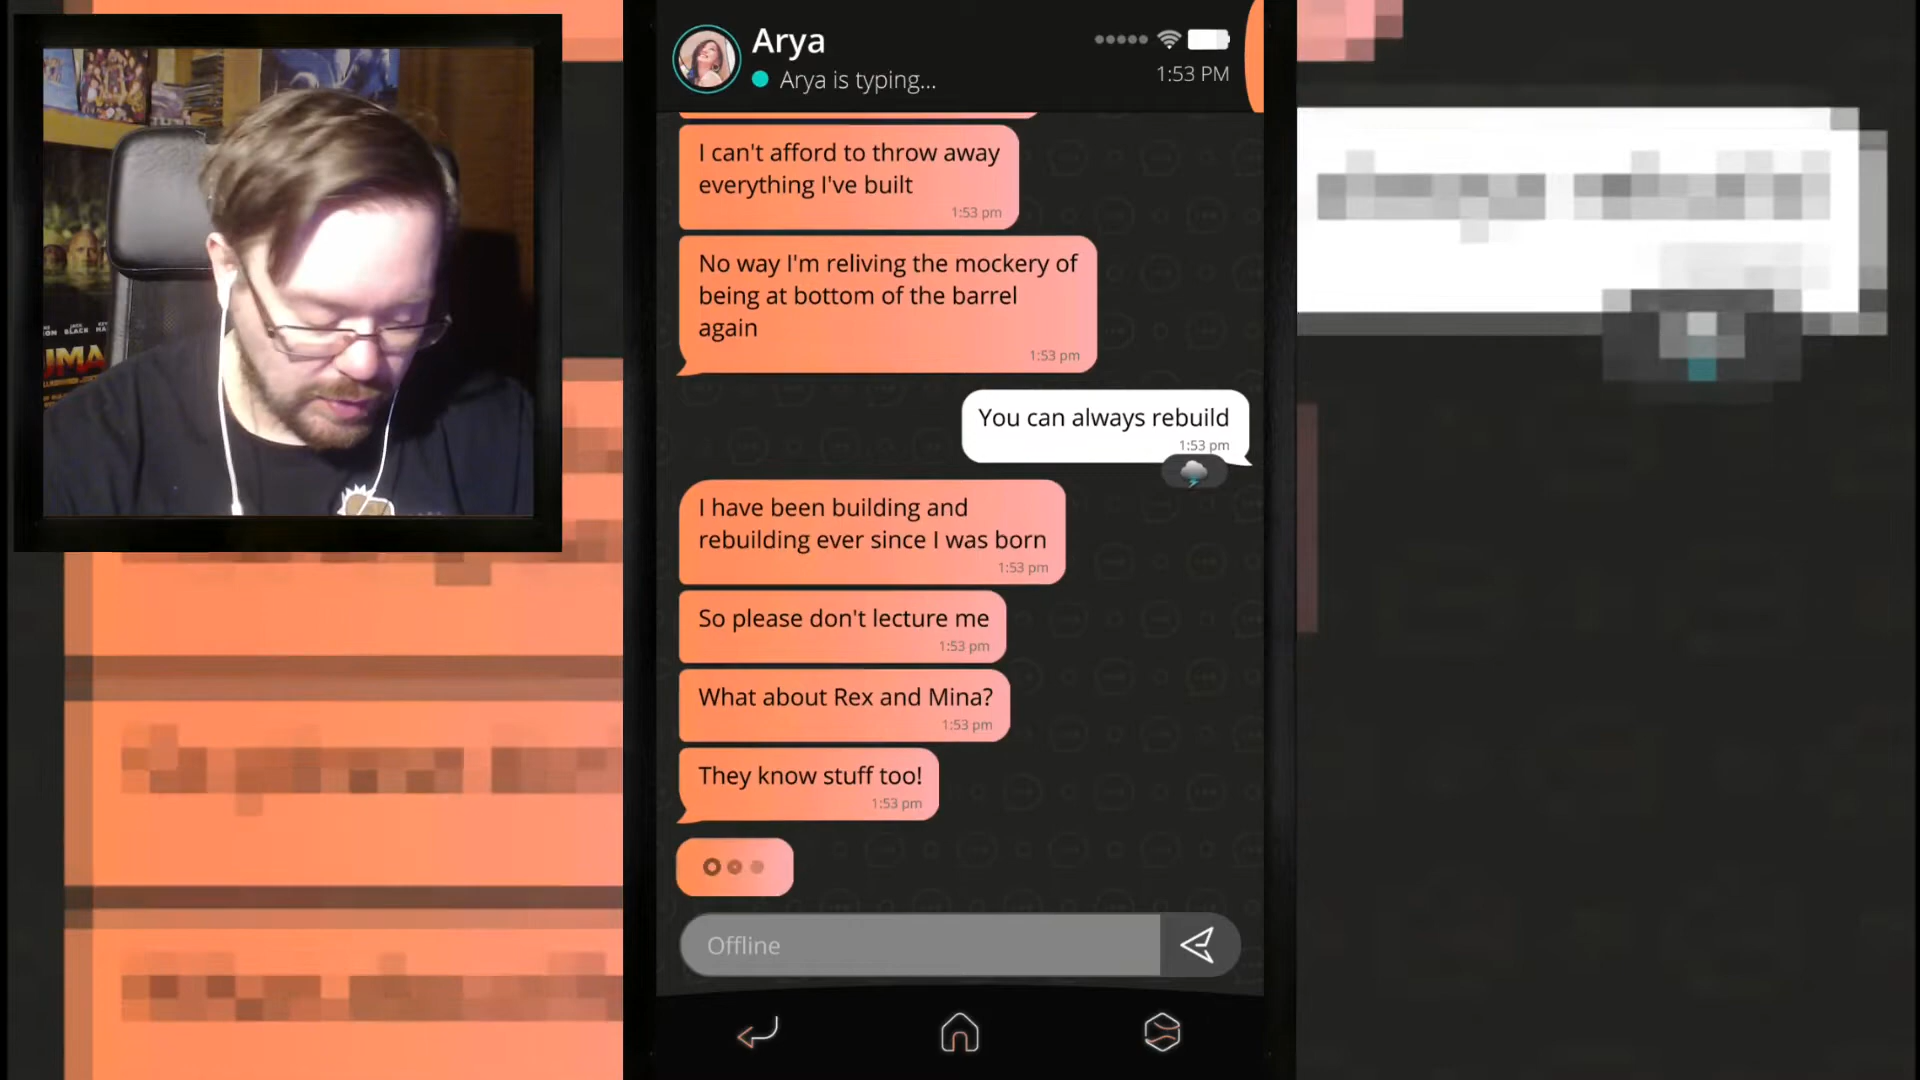 Arya
Arya is typing...
1:53 PM
I can't afford to throw away
everything I've built
1:53 pm
No way I'm reliving the mockery of
being at bottom of the barrel
again
1:53 pm
You can always rebuild
1:53 pm
I have been building and
rebuilding ever since I was born
1:53 pm
So please don't lecture me
1:53 pm
What about Rex and Mina?
1:53 pm
They know stuff too!
1:53 pm
Offline
JACK
BLACK